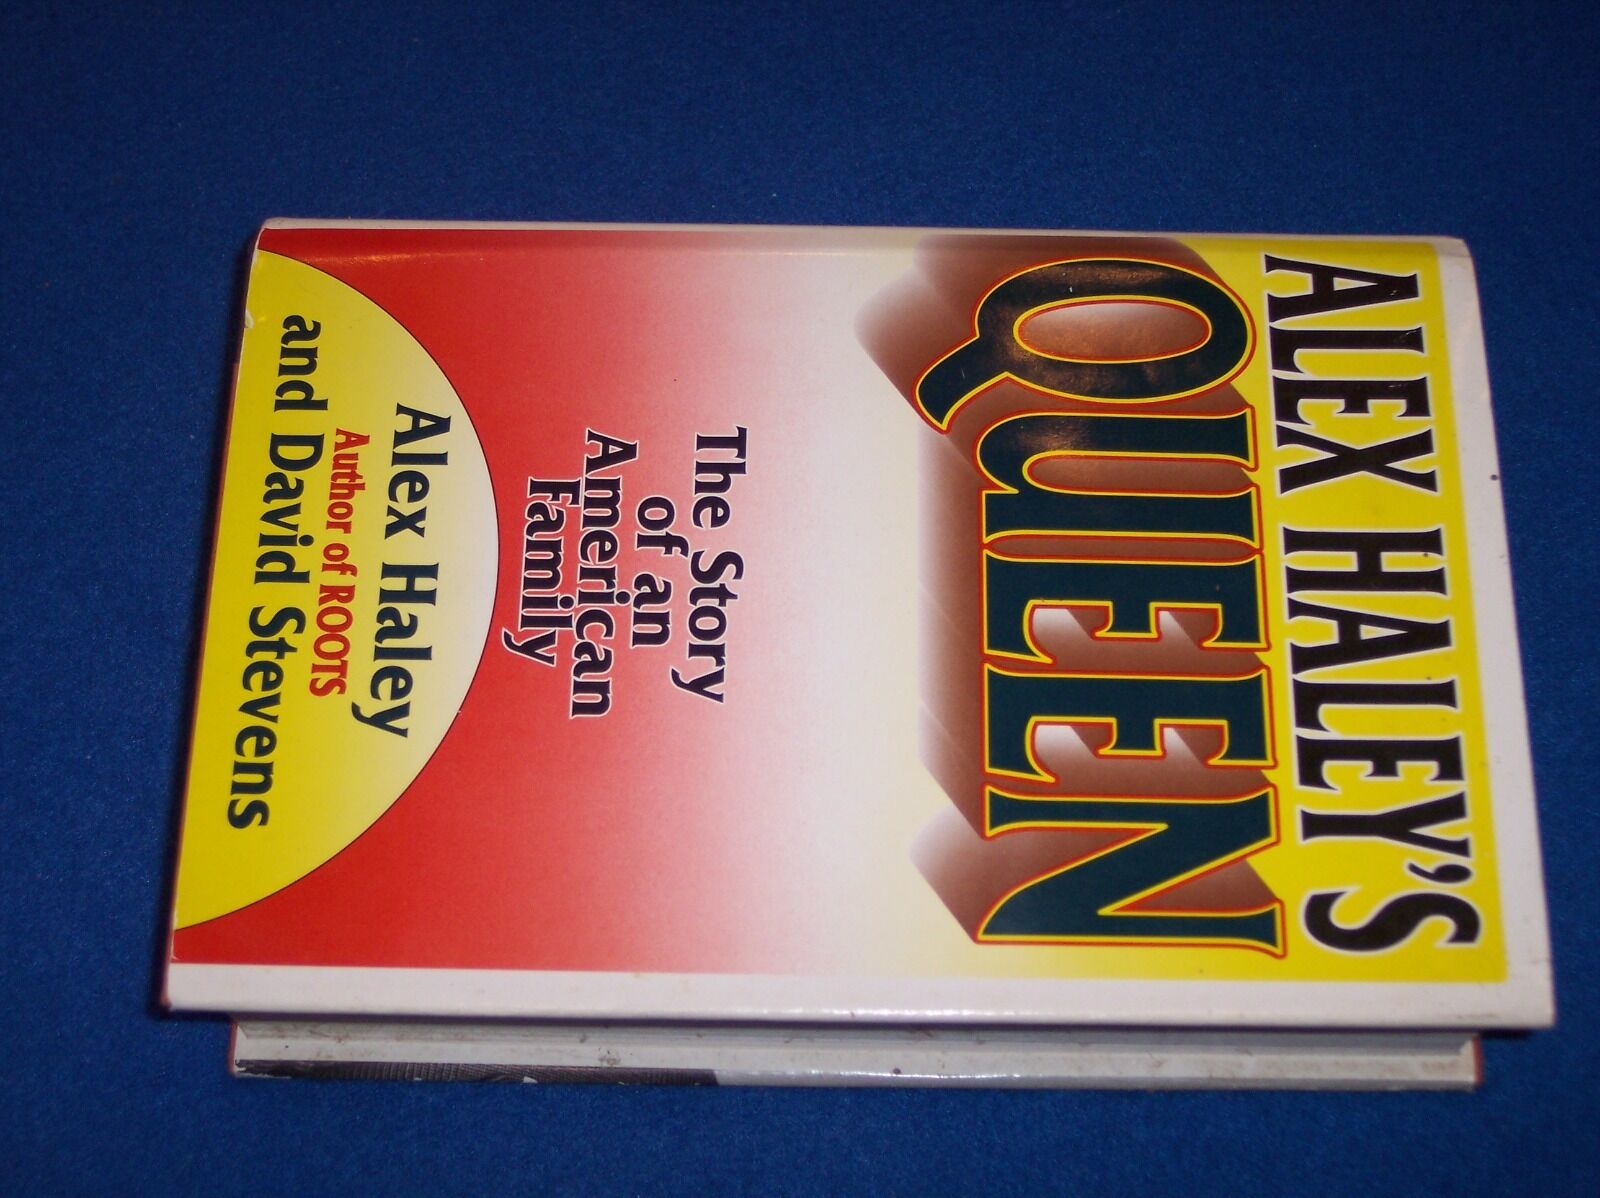 ALEX HALEY'S
QUEEN
The Story
of an
American
Family
Alex Haley
Author of ROOTS
and David Stevens